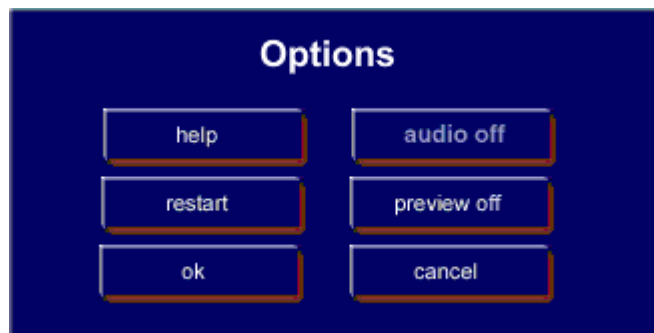 Options
help
audio off
restart
preview off
ok
cancel